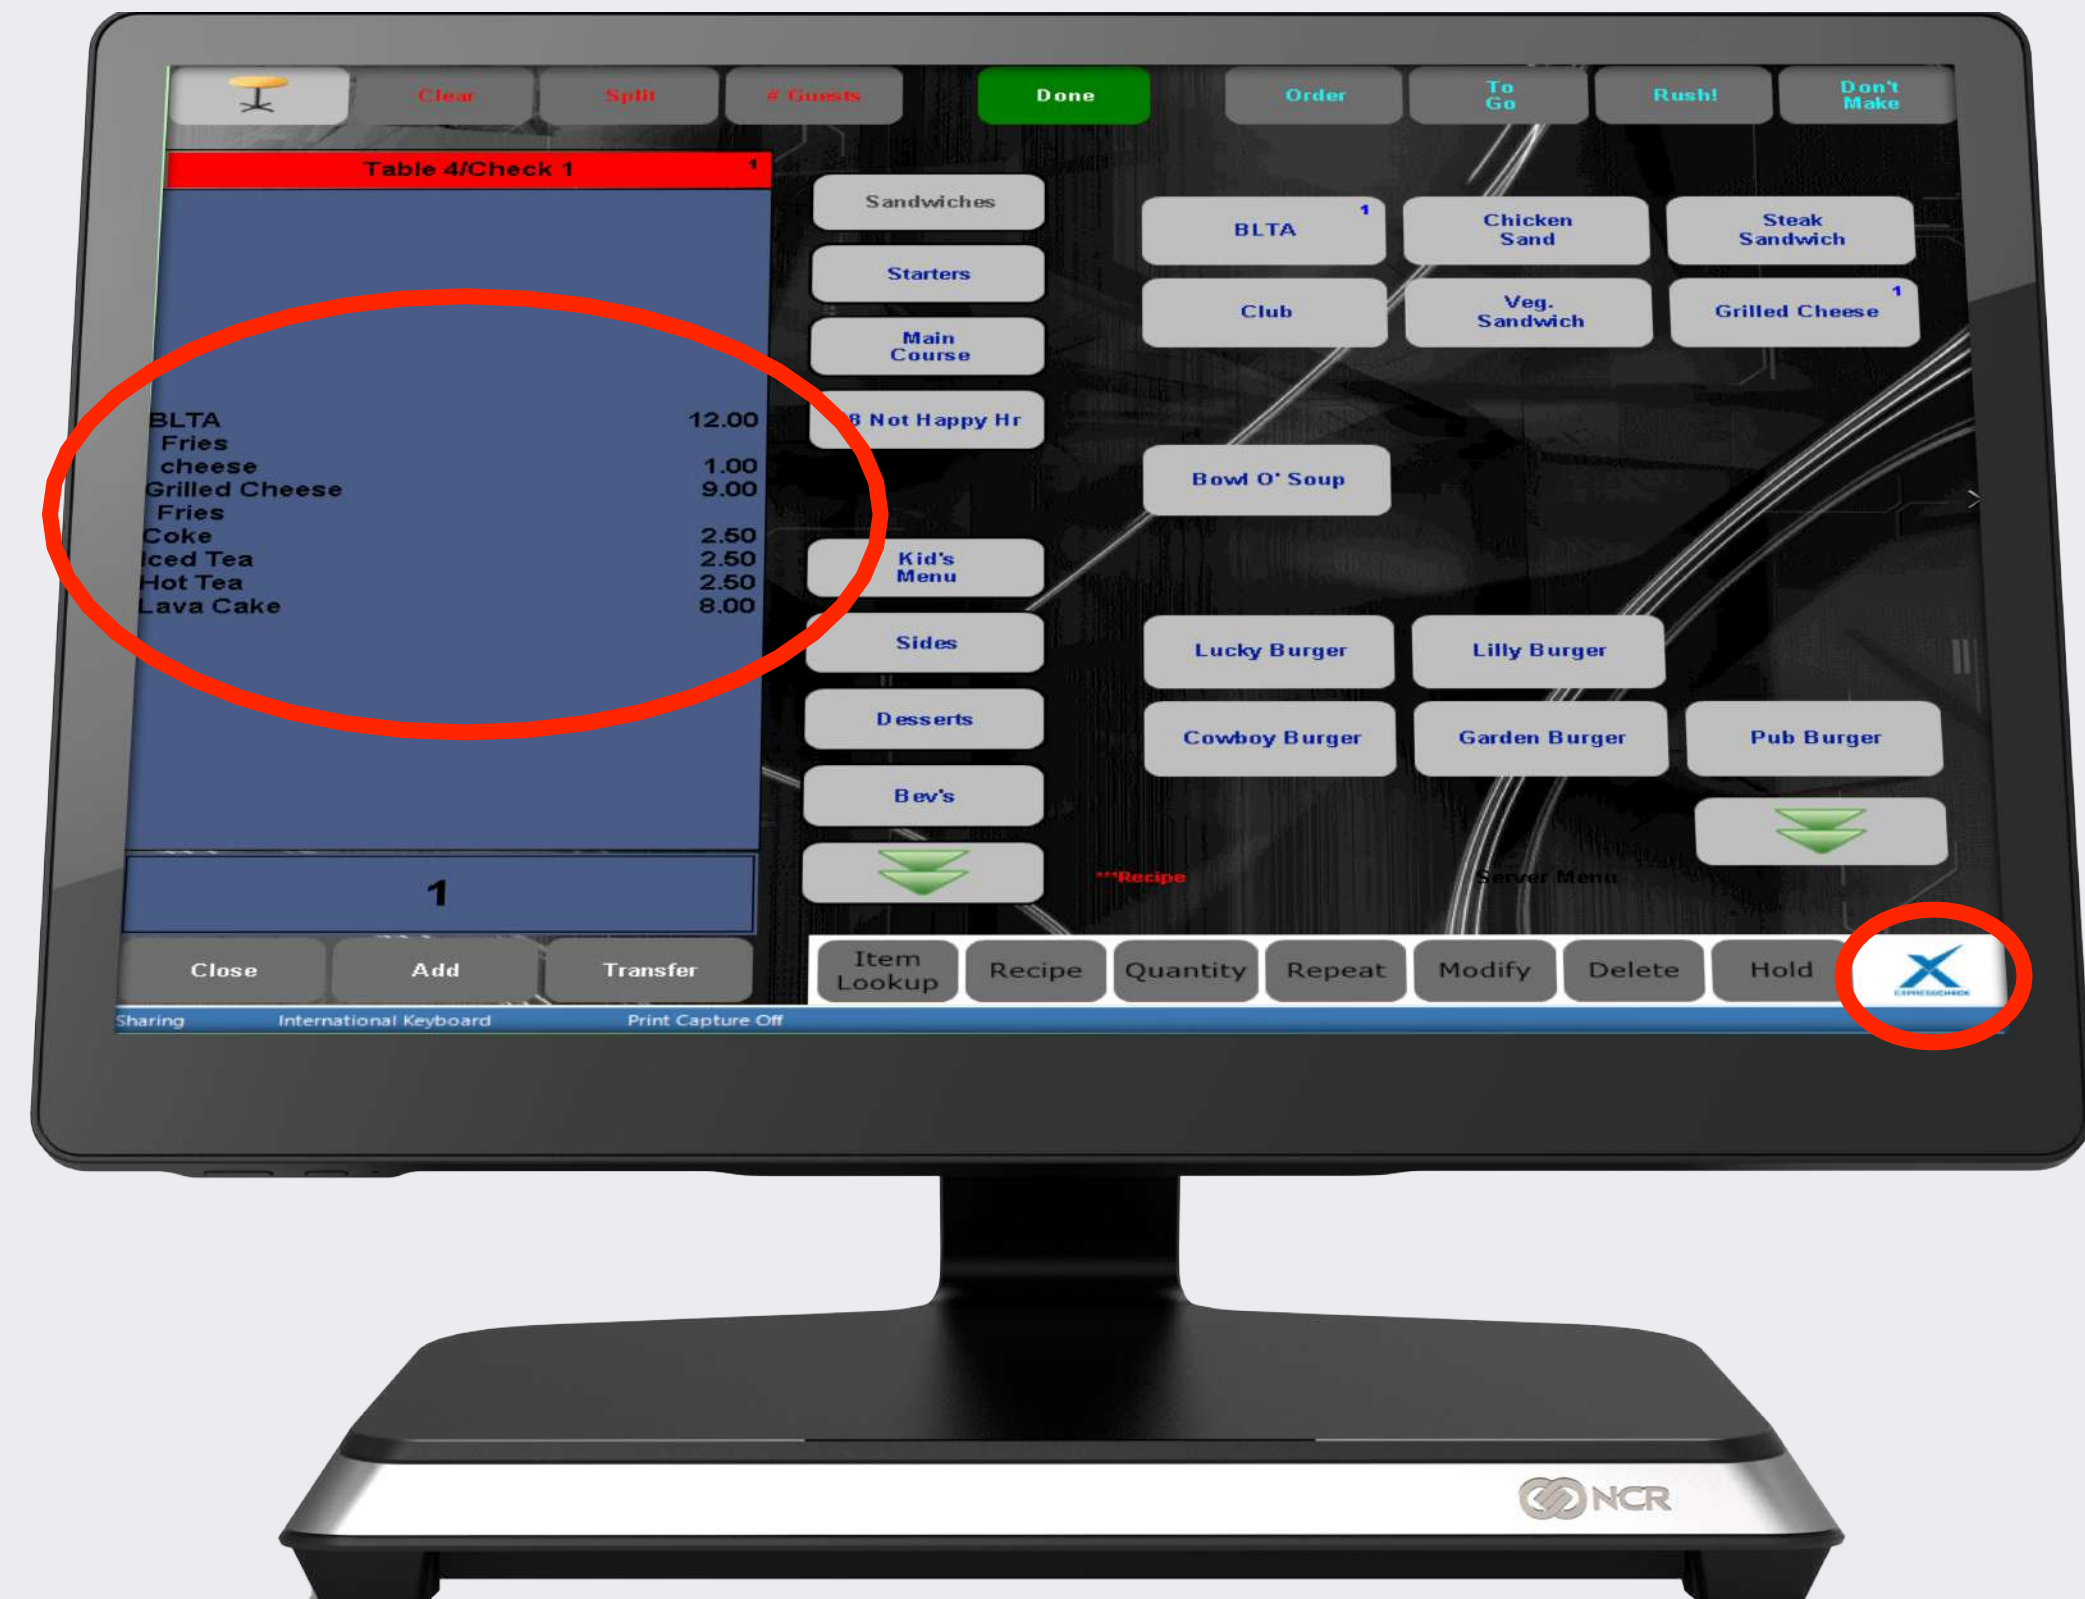 Clear
Split
# Guests
Done
Order
To
Go
Rush!
Don't
Make
Table 4/Check 1 1
BLTA 12.00
Fries
cheese 1.00
Grilled Cheese 9.00
Fries
Coke 2.50
Iced Tea 2.50
Hot Tea 2.50
Lava Cake 8.00
1
Close
Add
Transfer
Sandwiches
Starters
Main
Course
8 Not Happy Hr
Kid's
Menu
Sides
Desserts
Bev's
BLTA 1
Chicken
Sand
Steak
Sandwich
Club
Veg.
Sandwich
Grilled Cheese 1
Bowl O' Soup
Lucky Burger
Lilly Burger
Cowboy Burger
Garden Burger
Pub Burger
***Recipe
Server Menu
Item
Lookup
Recipe
Quantity
Repeat
Modify
Delete
Hold
EXPRESSCHECK
Sharing
International Keyboard
Print Capture Off
NCR